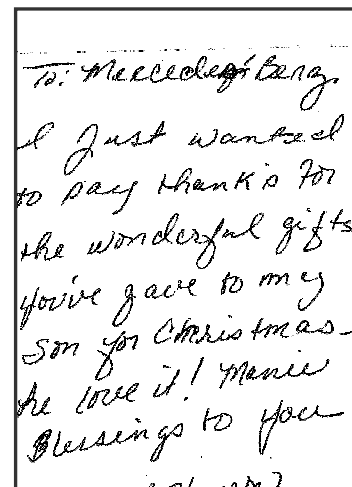 To: Mercedes Benz,
I Just wanted
to say thank's for
the wonderful gifts
you've gave to my
son for Christmas-
he love it! Manie
Blessings to you